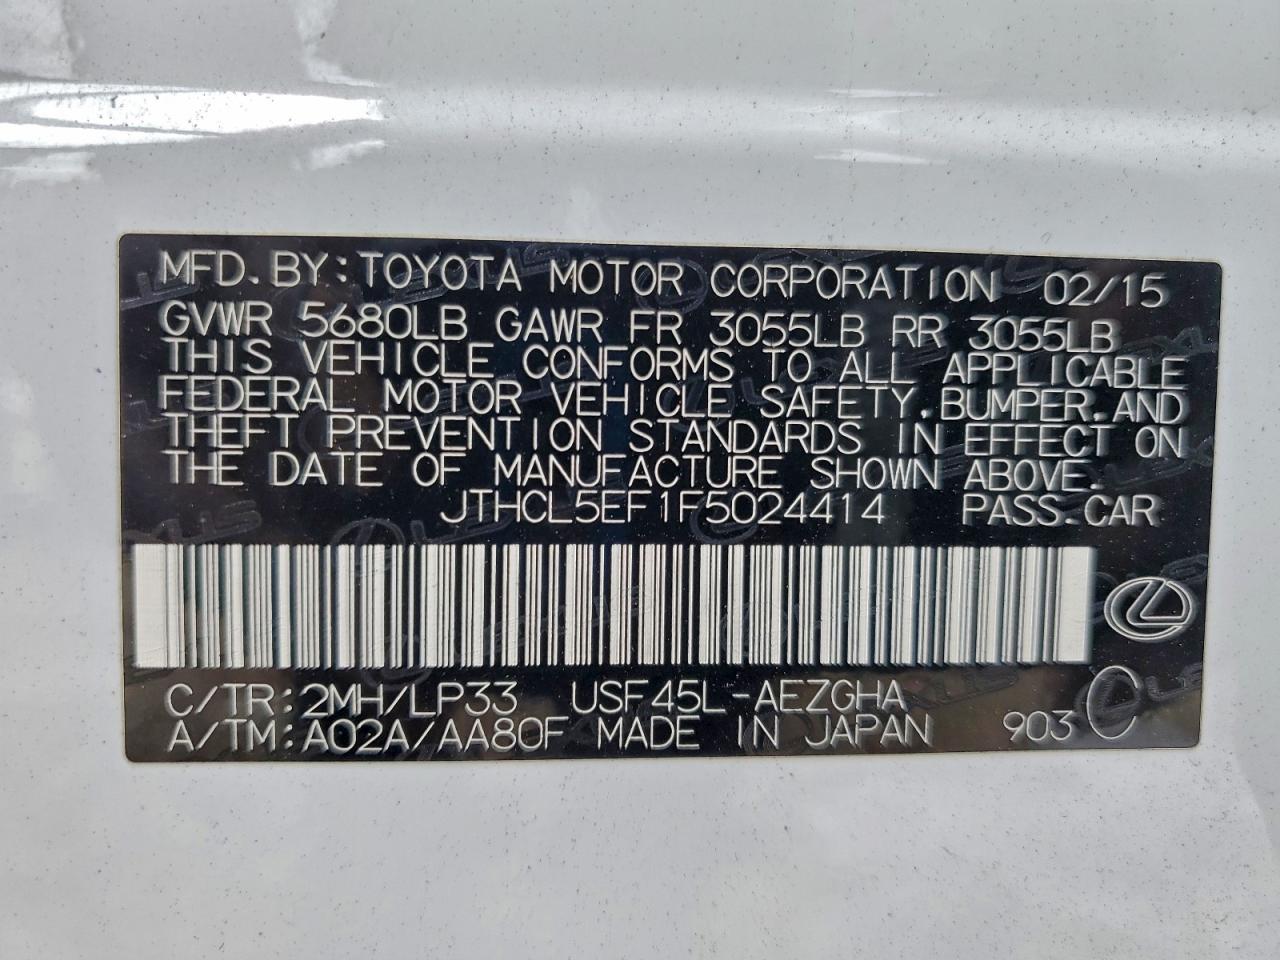 MFD. BY: TOYOTA MOTOR CORPORATION 02/15
GVWR 5680LB GAWR FR 3055LB RR 3055LB
THIS VEHICLE CONFORMS TO ALL APPLICABLE
FEDERAL MOTOR VEHICLE SAFETY, BUMPER, AND
THEFT PREVENTION STANDARDS IN EFFECT ON
THE DATE OF MANUFACTURE SHOWN ABOVE.
JTHCL5EF1F5024414 PASS. CAR
C/TR: 2MH/LP33 USF45L-AEZGHA
A/TM: A02A/AA80F MADE IN JAPAN 903 C